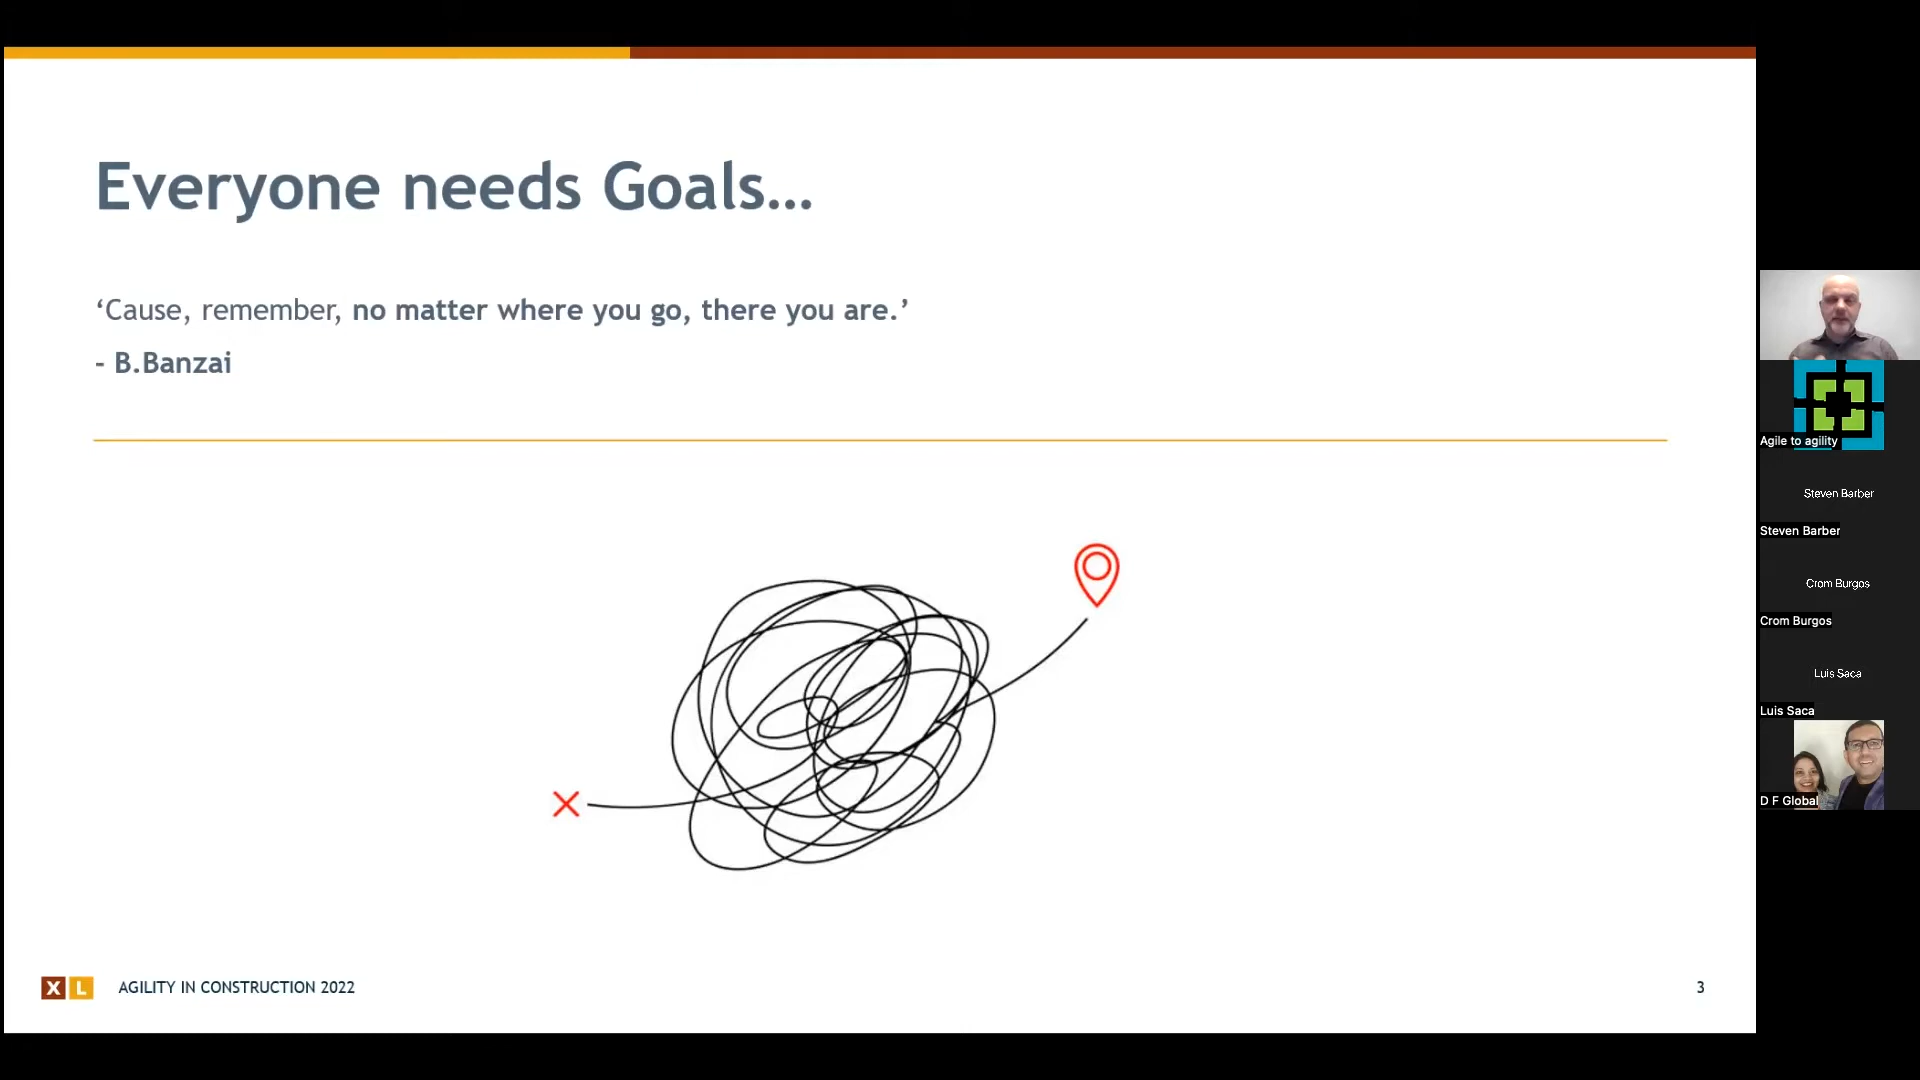 Everyone needs Goals...
‘Cause, remember, no matter where you go, there you are.’
- B.Banzai
XL AGILITY IN CONSTRUCTION 2022
3
Agile to agility
Steven Barber
Steven Barber
Crom Burgos
Crom Burgos
Luis Saca
Luis Saca
D F Global